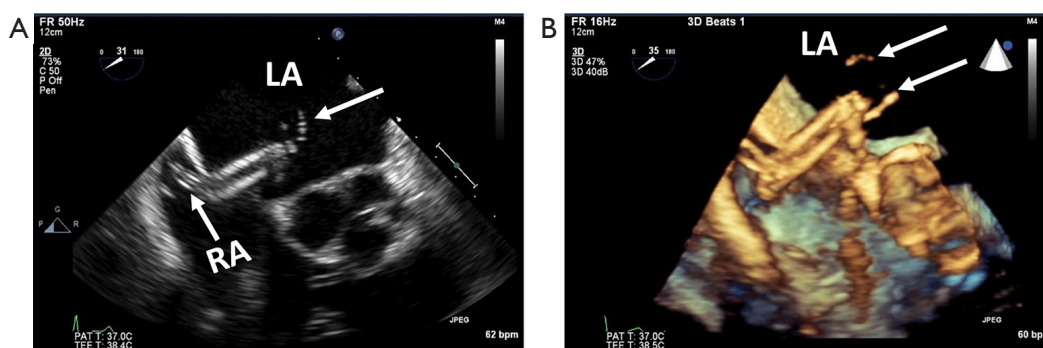 A
FR 50Hz
12cm
M4
2D
73%
C 50
P Off
Pen
0 31 180
P
LA
RA
G
P R
JPEG
PAT T: 37.0C
TEE T: 38.4C
62 bpm
B
FR 16Hz
12cm
3D Beats 1
M4
3D
3D 47%
3D 40dB
0 35 180
LA
JPEG
PAT T: 37.0C
TEE T: 38.5C
60 bp